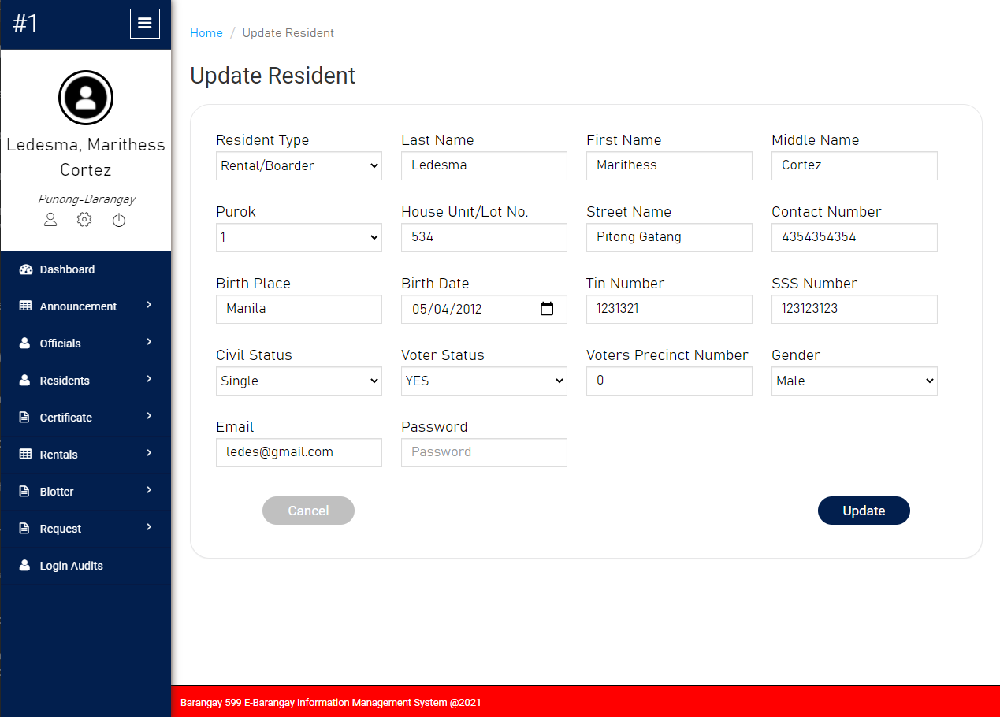 #1
Ledesma, Marithess
Cortez
Punong-Barangay
Dashboard
Announcement
Officials
Residents
Certificate
Rentals
Blotter
Request
Login Audits
Home / Update Resident
Update Resident
Resident Type Last Name First Name Middle Name
Rental/Boarder Ledesma Marithess Cortez
Purok House Unit/Lot No. Street Name Contact Number
1 534 Pitong Gatang 4354354354
Birth Place Birth Date Tin Number SSS Number
Manila 05/04/2012 1231321 123123123
Civil Status Voter Status Voters Precinct Number Gender
Single YES 0 Male
Email Password
ledes@gmail.com Password
Cancel Update
Barangay 599 E-Barangay Information Management System @2021